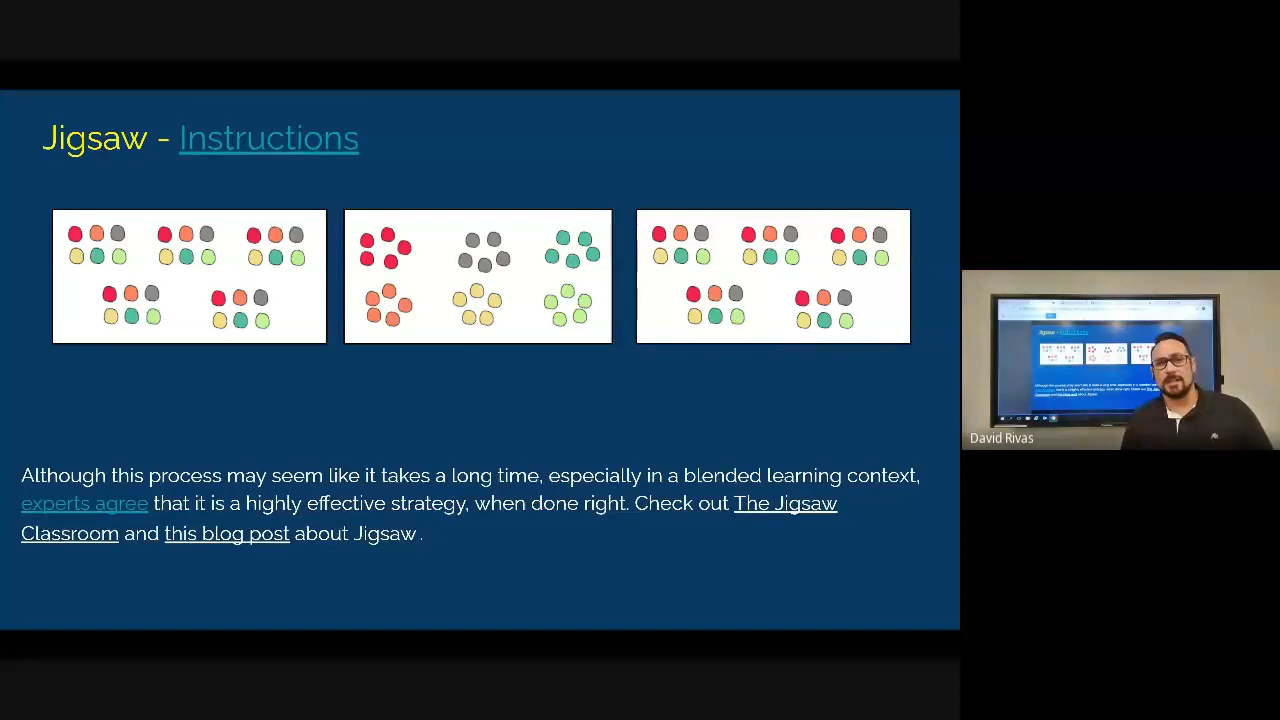 Jigsaw - Instructions
Although this process may seem like it takes a long time, especially in a blended learning context,
experts agree that it is a highly effective strategy, when done right. Check out The Jigsaw
Classroom and this blog post about Jigsaw.
Jigsaw - Instructions
David Rivas